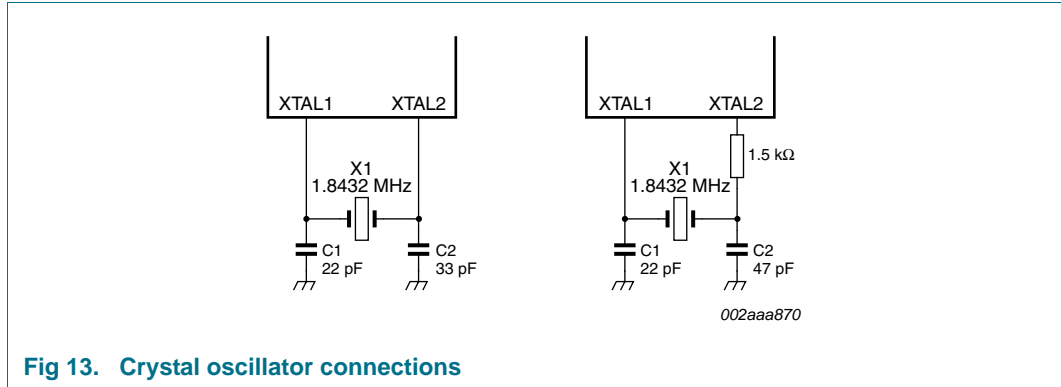 XTAL1 XTAL2
X1
1.8432 MHz
C1
22 pF
C2
33 pF
XTAL1 XTAL2
1.5 kΩ
X1
1.8432 MHz
C1
22 pF
C2
47 pF
002aaa870
Fig 13. Crystal oscillator connections